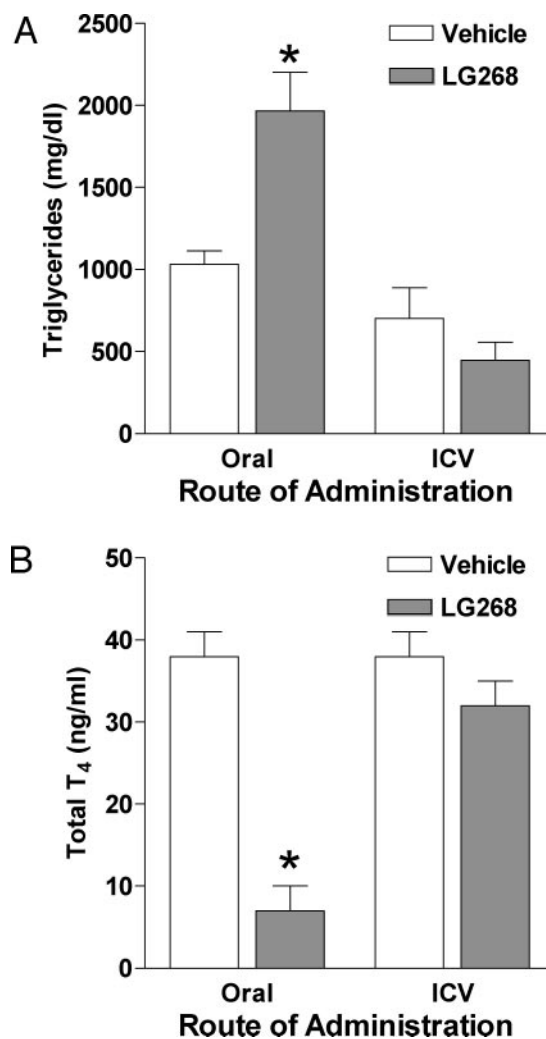 A
Triglycerides (mg/dl)
2500
2000
1500
1000
500
0
Vehicle
LG268
*
Oral ICV
Route of Administration
B
Total T₄ (ng/ml)
50
40
30
20
10
0
Vehicle
LG268
*
Oral ICV
Route of Administration